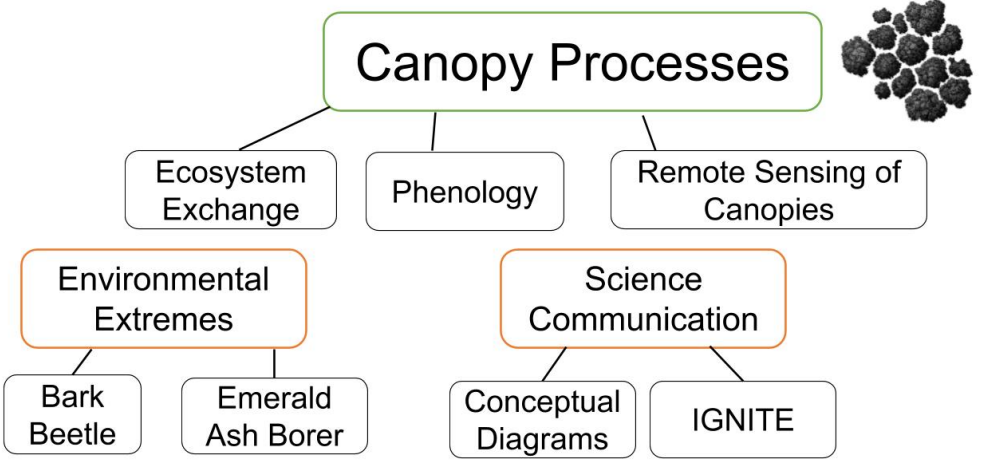 Canopy Processes
Ecosystem
Exchange
Phenology
Remote Sensing of
Canopies
Environmental
Extremes
Science
Communication
Bark
Beetle
Emerald
Ash Borer
Conceptual
Diagrams
IGNITE